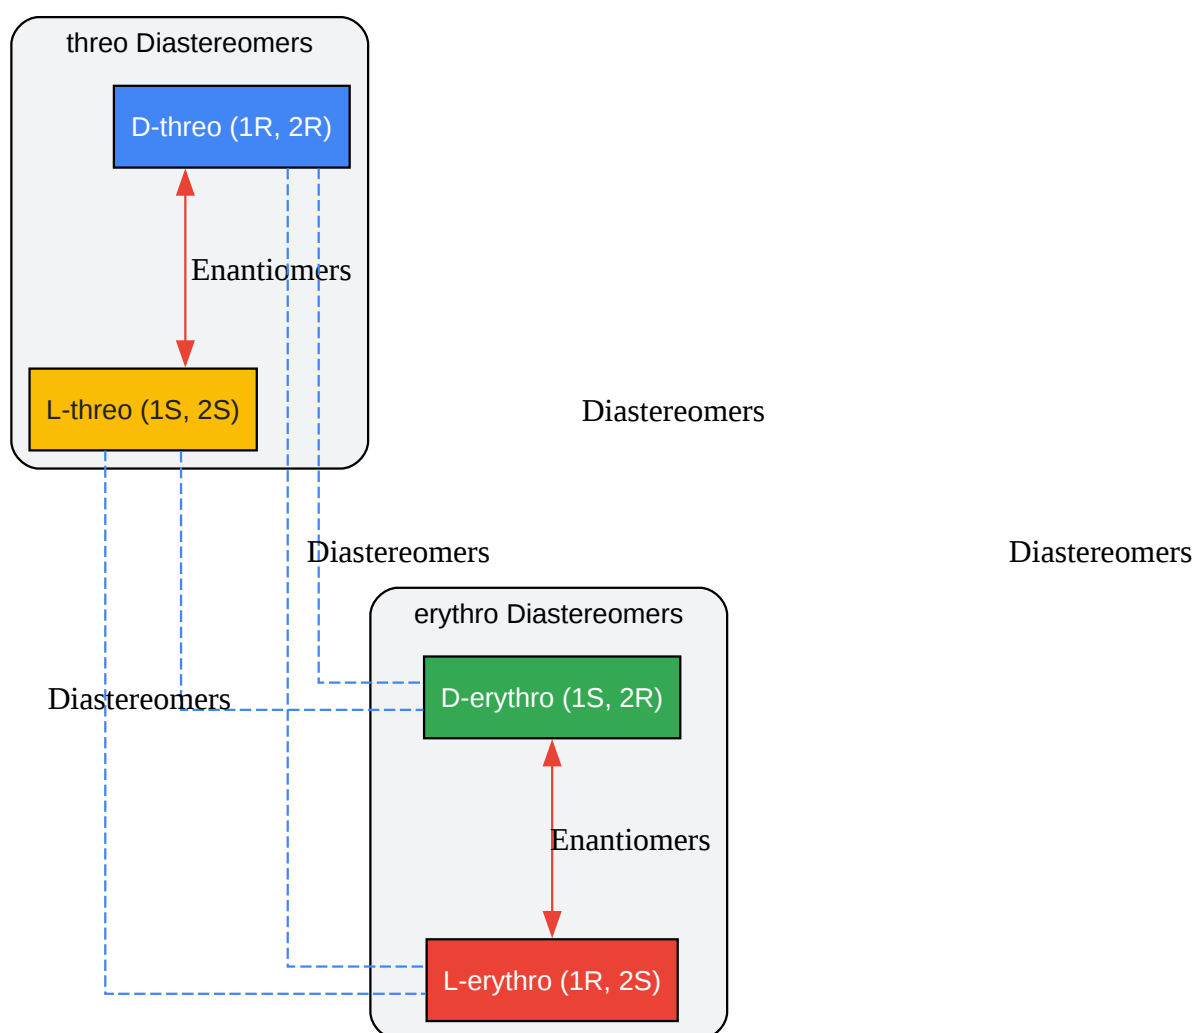 threo Diastereomers
D-threo (1R, 2R)
Enantiomers
L-threo (1S, 2S)
Diastereomers
Diastereomers
Diastereomers
erythro Diastereomers
Diastereomers
D-erythro (1S, 2R)
Enantiomers
L-erythro (1R, 2S)